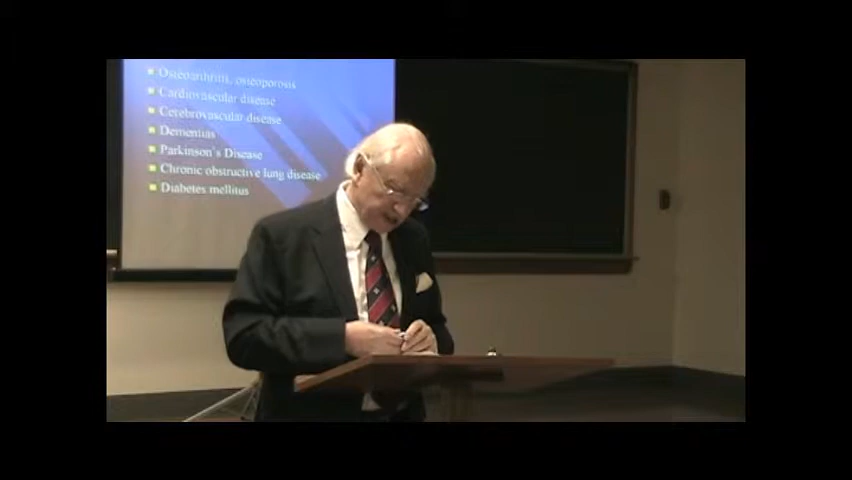 Osteoarthritis, osteoporosis
Cardiovascular disease
Cerebrovascular disease
Dementias
Parkinson's Disease
Chronic obstructive lung disease
Diabetes mellitus